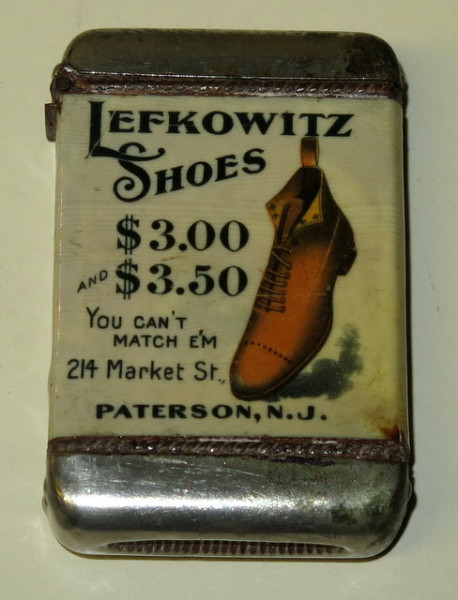 LEFKOWITZ
SHOES
$3.00
AND $3.50
YOU CAN'T
MATCH E'M
214 Market St.,
PATERSON, N.J.